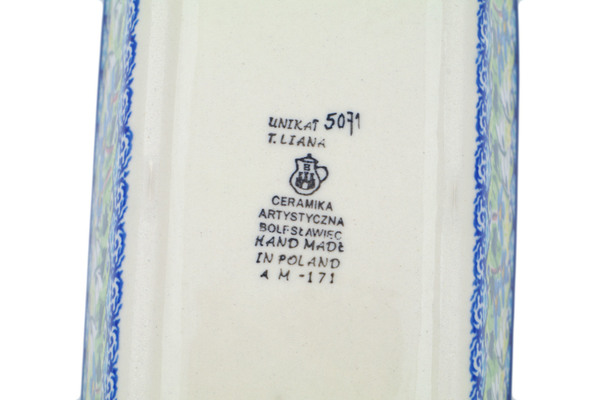 UNIKAT 5071
T. LIANA
CERAMIKA
ARTYSTYCZNA
BOLESŁAWIEC
HAND MADE
IN POLAND
A M -171